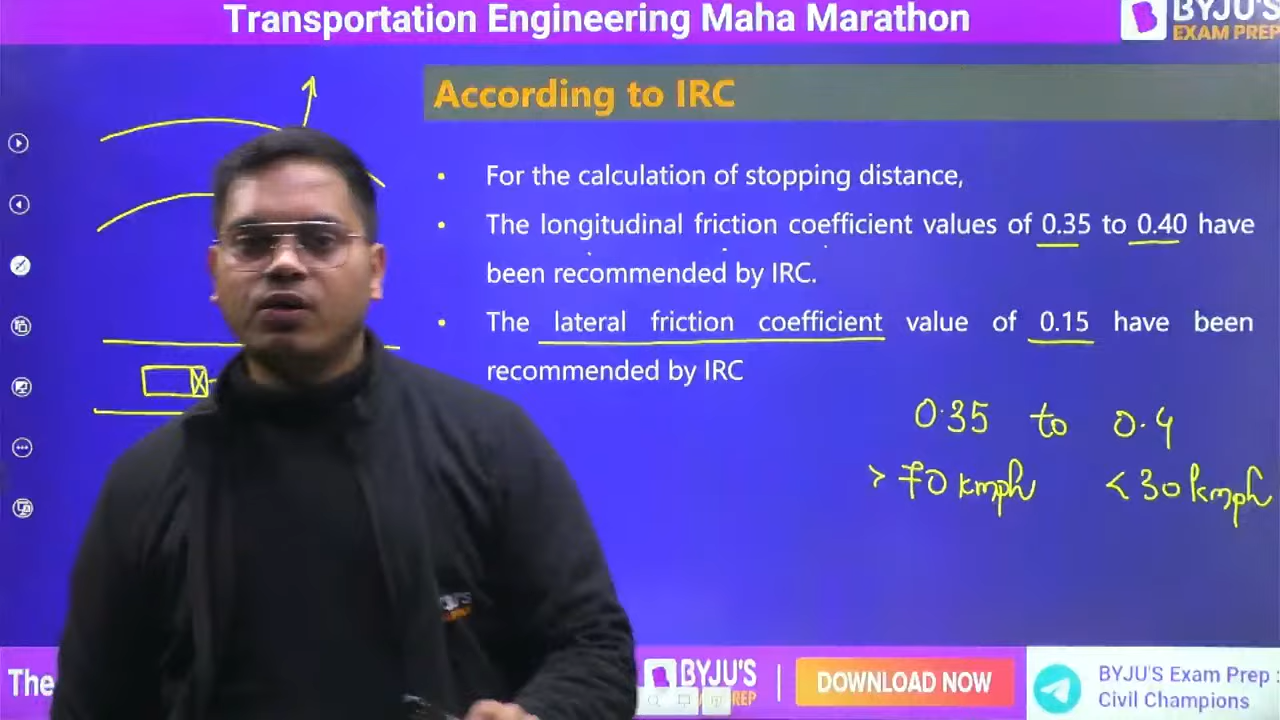 Transportation Engineering Maha Marathon
BYJU'S
EXAM PREP
According to IRC
• For the calculation of stopping distance,
• The longitudinal friction coefficient values of 0.35 to 0.40 have
been recommended by IRC.
• The lateral friction coefficient value of 0.15 have been
recommended by IRC
0.35 to 0.4
> 70 kmph < 30 kmph
The
BYJU'S
PREP
DOWNLOAD NOW
BYJU'S Exam Prep :
Civil Champions